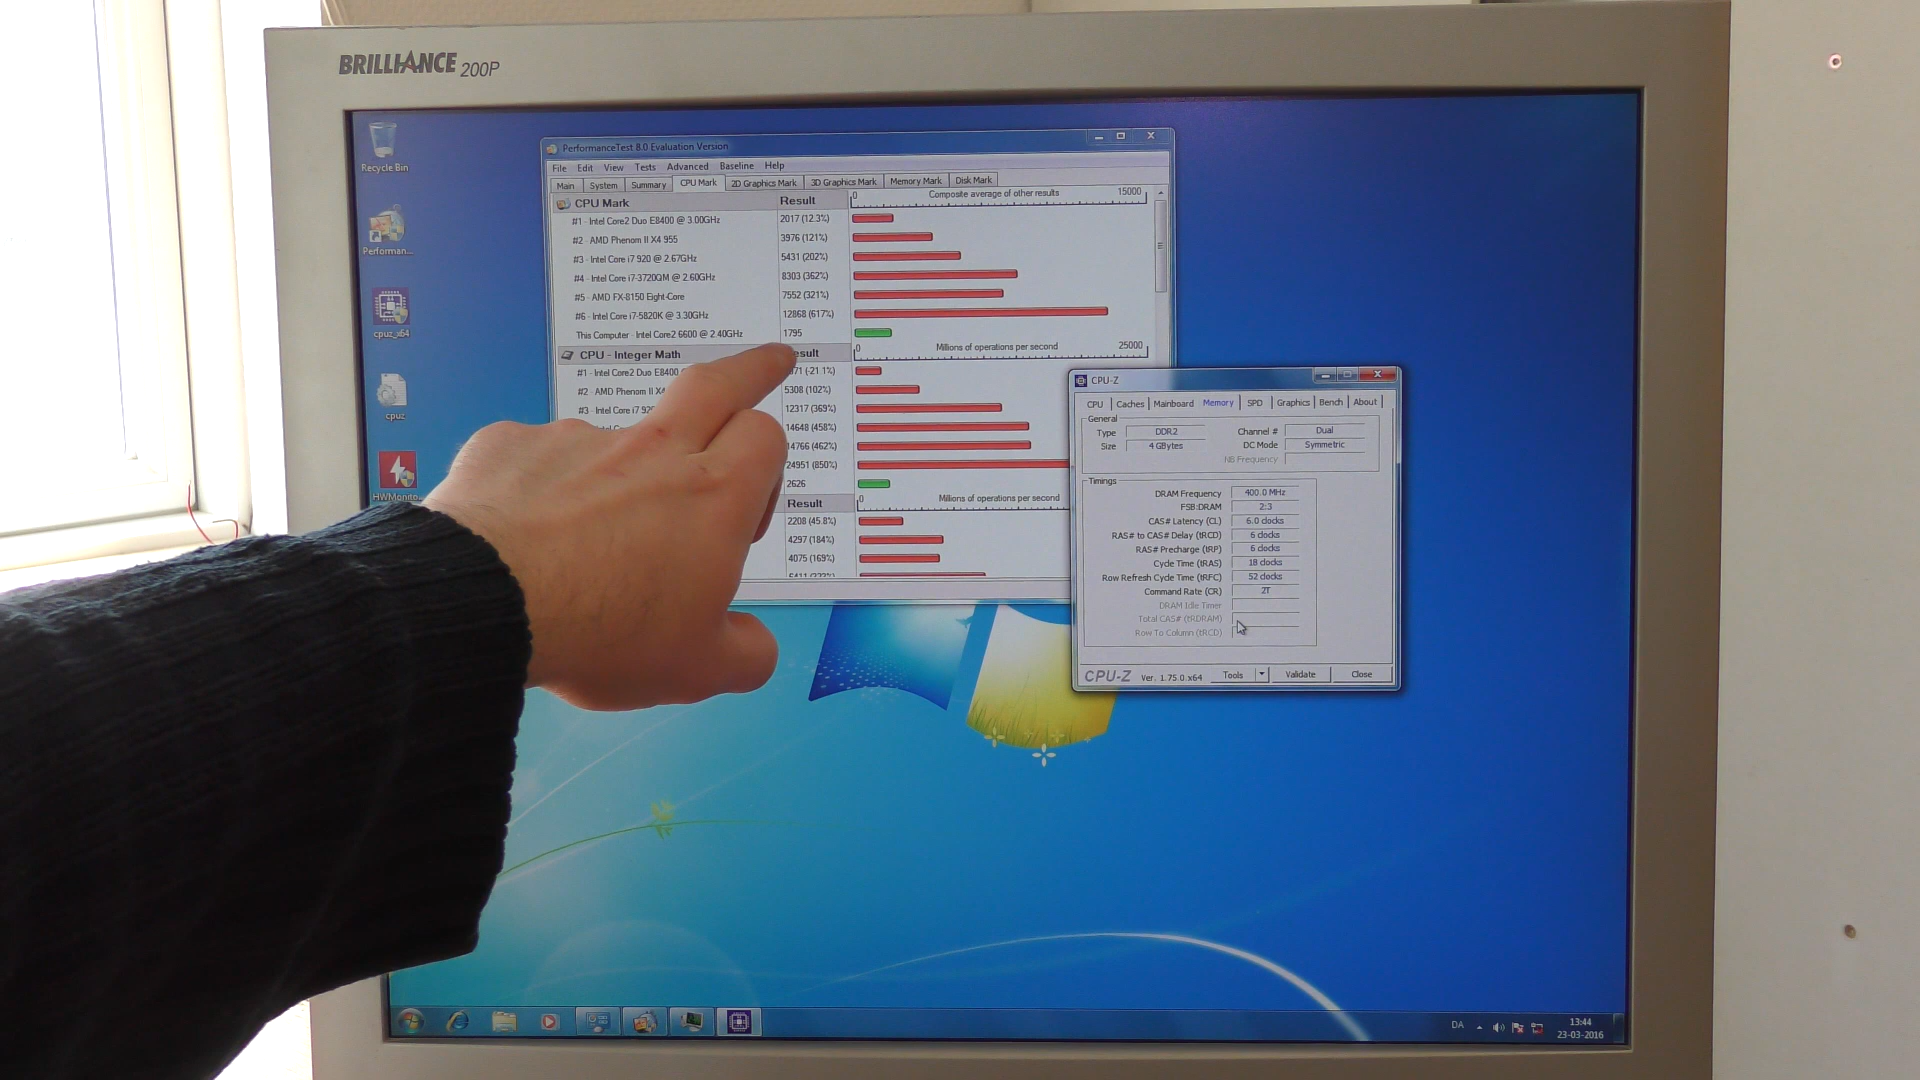 BRILLIANCE 200P
Recycle Bin
Performan...
cpuz_x64
cpuz
HWMonito...
PerformanceTest 8.0 Evaluation Version
File Edit View Tests Advanced Baseline Help
Main System Summary CPU Mark 2D Graphics Mark 3D Graphics Mark Memory Mark Disk Mark
CPU Mark Result 0 Composite average of other results 15000
#1 - Intel Core2 Duo E8400 @ 3.00GHz 2017 (12.3%)
#2 - AMD Phenom II X4 955 3976 (121%)
#3 - Intel Core i7 920 @ 2.67GHz 5431 (202%)
#4 - Intel Core i7-3720QM @ 2.60GHz 8303 (362%)
#5 - AMD FX-8150 Eight-Core 7552 (321%)
#6 - Intel Core i7-5820K @ 3.30GHz 12868 (617%)
This Computer - Intel Core2 6600 @ 2.40GHz 1795
CPU - Integer Math Result 0 Millions of operations per second 25000
#1 - Intel Core2 Duo E8400 (-21.1%)
#2 - AMD Phenom II X4 5308 (102%)
#3 - Intel Core i7 920 12317 (369%)
14648 (458%)
14766 (462%)
24951 (850%)
2626
Result 0 Millions of operations per second
2208 (45.8%)
4297 (184%)
4075 (169%)
CPU-Z
CPU Caches Mainboard Memory SPD Graphics Bench About
General
Type DDR2 Channel # Dual
Size 4 GBytes DC Mode Symmetric
NB Frequency
Timings
DRAM Frequency 400.0 MHz
FSB:DRAM 2:3
CAS# Latency (CL) 6.0 clocks
RAS# to CAS# Delay (tRCD) 6 clocks
RAS# Precharge (tRP) 6 clocks
Cycle Time (tRAS) 18 clocks
Row Refresh Cycle Time (tRFC) 52 clocks
Command Rate (CR) 2T
DRAM Idle Timer
Total CAS# (tRDRAM)
Row To Column (tRCD)
CPU-Z Ver. 1.75.0.x64 Tools Validate Close
DA 13:44
23-03-2016